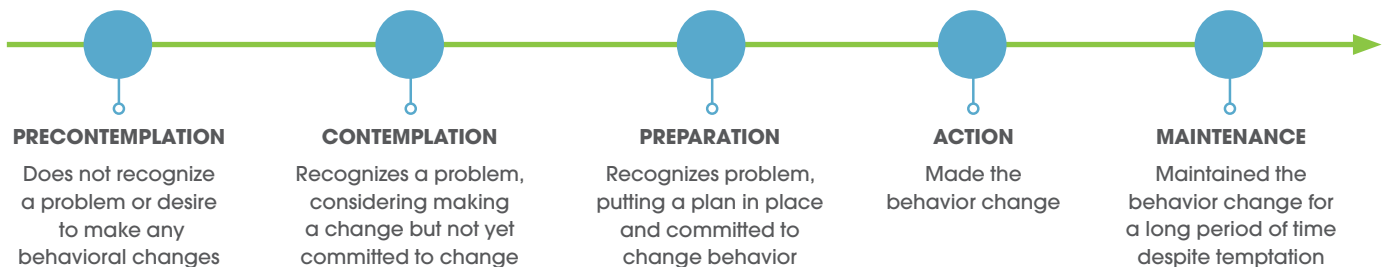 PRECONTEMPLATION
Does not recognize
a problem or desire
to make any
behavioral changes
CONTEMPLATION
Recognizes a problem,
considering making
a change but not yet
committed to change
PREPARATION
Recognizes problem,
putting a plan in place
and committed to
change behavior
ACTION
Made the
behavior change
MAINTENANCE
Maintained the
behavior change for
a long period of time
despite temptation